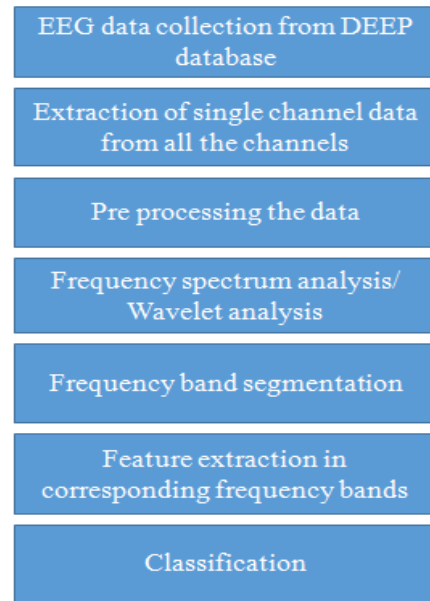 EEG data collection from DEEP
database
Extraction of single channel data
from all the channels
Pre processing the data
Frequency spectrum analysis/
Wavelet analysis
Frequency band segmentation
Feature extraction in
corresponding frequency bands
Classification